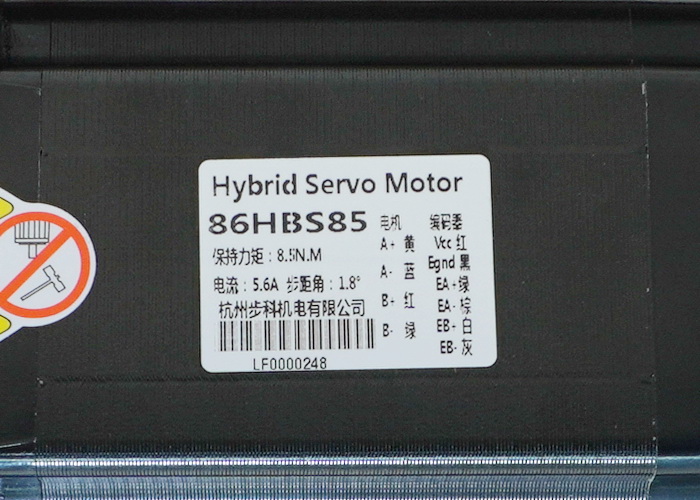 Hybrid Servo Motor
86HBS85
保持力矩：8.5N.M
电流：5.6A 步距角：1.8°
杭州步科机电有限公司
LF0000248
电机
A+ 黄
A- 蓝
B+ 红
B- 绿
编码器
Vcc 红
Egnd 黑
EA+绿
EA-棕
EB+白
EB-灰